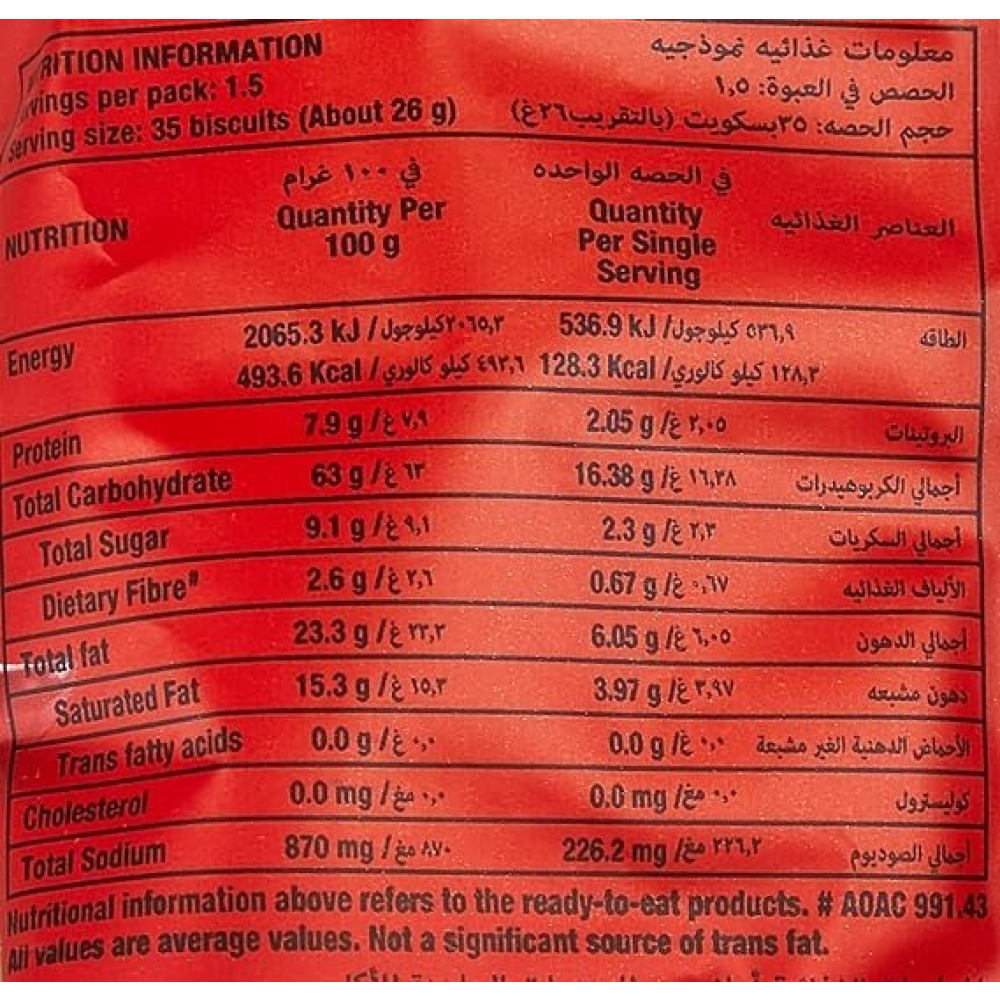 RITION INFORMATION معلومات غذائيه نموذجيه
vings per pack: 1.5 الحصص في العبوة: ١,٥
Serving size: 35 biscuits (About 26 g) حجم الحصه: ٣٥بسكويت (بالتقريب٢٦غ)
في ١٠٠ غرام في الحصه الواحده
NUTRITION Quantity Per 100 g Quantity Per Single Serving العناصر الغذائيه
Energy 2065.3 kJ / ٢٠٦٥,٣كيلوجول 536.9 kJ / ٥٣٦,٩ كيلوجول الطاقه
493.6 Kcal / ٤٩٣,٦ كيلو كالوري 128.3 Kcal / ١٢٨,٣ كيلو كالوري
Protein 7.9 g / ٧,٩ غ 2.05 g / ٢,٠٥ غ البروتينات
Total Carbohydrate 63 g / ٦٣ غ 16.38 g / ١٦,٣٨ غ أجمالي الكربوهيدرات
Total Sugar 9.1 g / ٩,١ غ 2.3 g / ٢,٣ غ أجمالي السكريات
Dietary Fibre# 2.6 g / ٢,٦ غ 0.67 g / ٠,٦٧ غ الألياف الغذائيه
Total fat 23.3 g / ٢٣,٣ غ 6.05 g / ٦,٠٥ غ أجمالي الدهون
Saturated Fat 15.3 g / ١٥,٣ غ 3.97 g / ٣,٩٧ غ دهون مشبعه
Trans fatty acids 0.0 g / ٠,٠ غ 0.0 g / ٠,٠ غ الأحماض الدهنية الغير مشبعة
Cholesterol 0.0 mg / ٠,٠ مغ 0.0 mg / ٠,٠ مغ كوليسترول
Total Sodium 870 mg / ٨٧٠ مغ 226.2 mg / ٢٢٦,٢ مغ أجمالي الصوديوم
Nutritional information above refers to the ready-to-eat products. # AOAC 991.43
All values are average values. Not a significant source of trans fat.